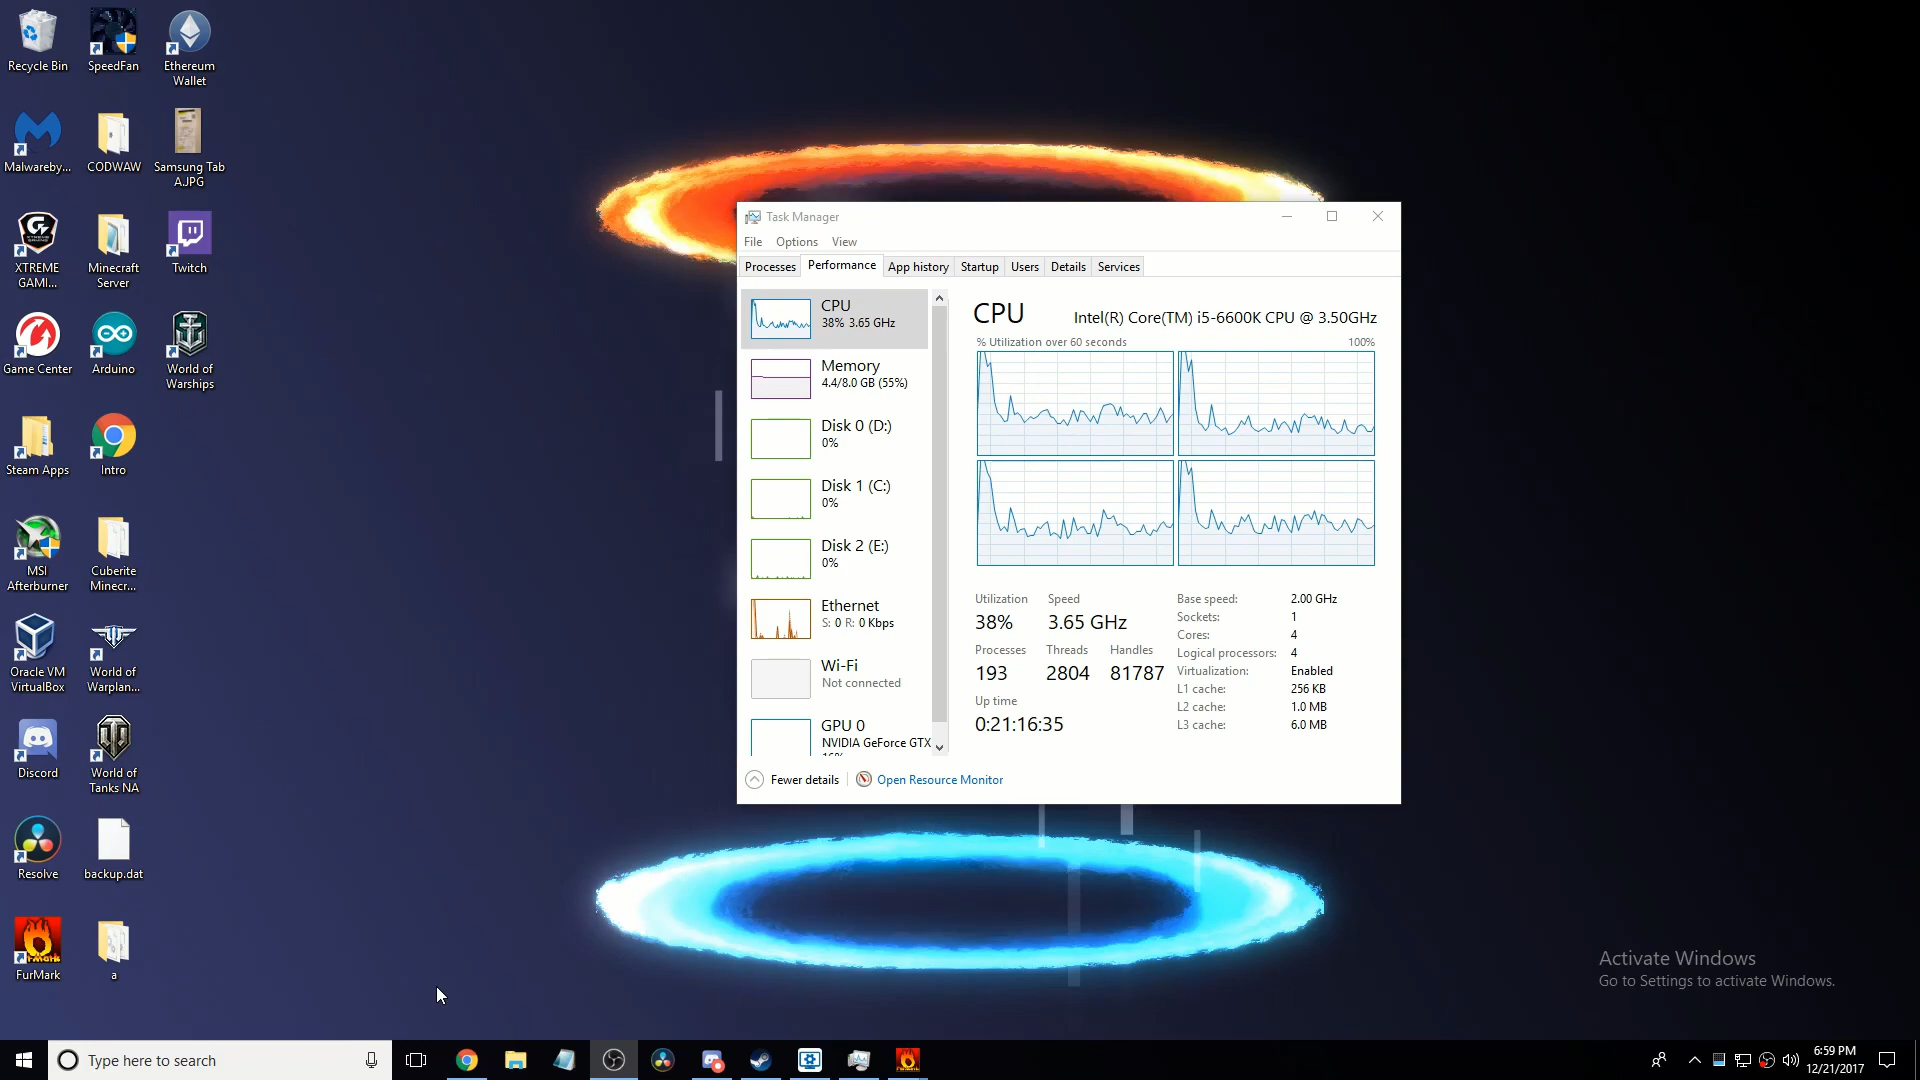 Recycle Bin
SpeedFan
Ethereum
Wallet
Malwareby...
CODWAW
Samsung Tab
A.JPG
XTREME
GAMI...
Minecraft
Server
Twitch
Game Center
Arduino
World of
Warships
Steam Apps
Intro
MSI
Afterburner
Cuberite
Minecr...
Oracle VM
VirtualBox
World of
Warplan...
Discord
World of
Tanks NA
Resolve
backup.dat
FurMark
a
Task Manager
File Options View
Processes Performance App history Startup Users Details Services
CPU
38% 3.65 GHz
Memory
4.4/8.0 GB (55%)
Disk 0 (D:)
0%
Disk 1 (C:)
0%
Disk 2 (E:)
0%
Ethernet
S: 0 R: 0 Kbps
Wi-Fi
Not connected
GPU 0
NVIDIA GeForce GTX
16%
CPU Intel(R) Core(TM) i5-6600K CPU @ 3.50GHz
% Utilization over 60 seconds 100%
Utilization Speed
38% 3.65 GHz
Processes Threads Handles
193 2804 81787
Up time
0:21:16:35
Base speed: 2.00 GHz
Sockets: 1
Cores: 4
Logical processors: 4
Virtualization: Enabled
L1 cache: 256 KB
L2 cache: 1.0 MB
L3 cache: 6.0 MB
Fewer details Open Resource Monitor
Activate Windows
Go to Settings to activate Windows.
Type here to search
6:59 PM
12/21/2017